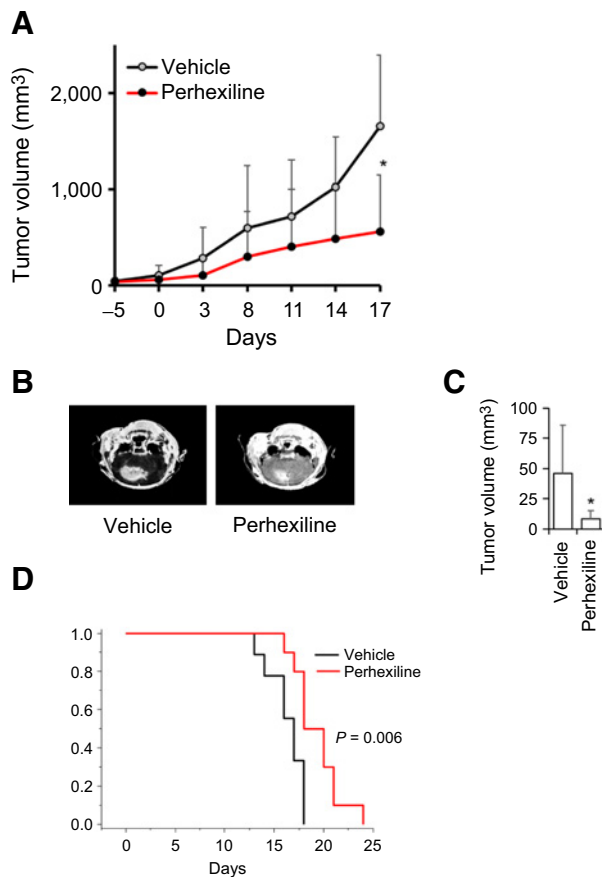 A
Tumor volume (mm³)
2,000
1,000
0
Vehicle
Perhexiline
*
–5 0 3 8 11 14 17
Days
B
Vehicle Perhexiline
C
Tumor volume (mm³)
100
75
50
25
0
*
Vehicle
Perhexiline
D
1.0
0.8
0.6
0.4
0.2
0.0
Vehicle
Perhexiline
P = 0.006
0 5 10 15 20 25
Days